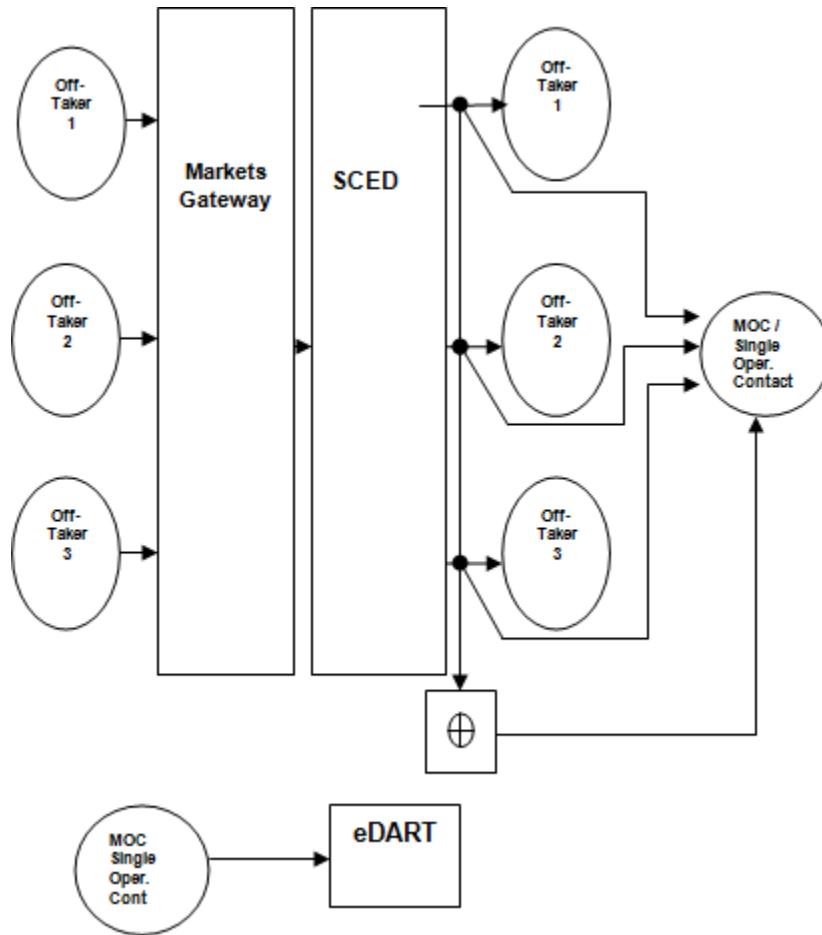 Off-
Taker
1
Off-
Taker
1
Markets
Gateway
SCED
Off-
Taker
2
Off-
Taker
2
MOC /
Single
Oper.
Contact
Off-
Taker
3
Off-
Taker
3
MOC
Single
Oper.
Cont
eDART